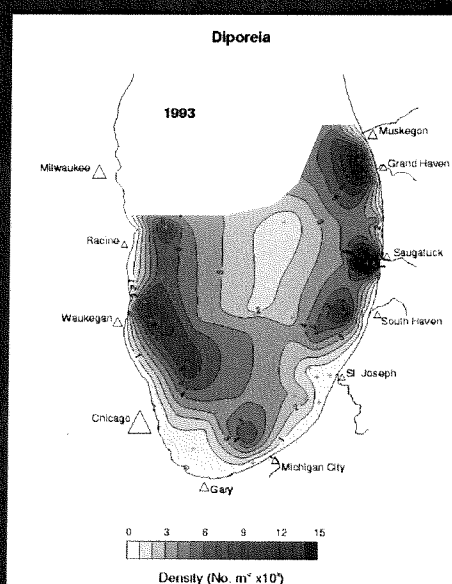 Diporeia
1993
Muskegon
Milwaukee
Grand Haven
Racine
Saugatuck
Waukegan
South Haven
St. Joseph
Chicago
Michigan City
Gary
0 3 6 9 12 15
Density (No. m⁻² x10³)